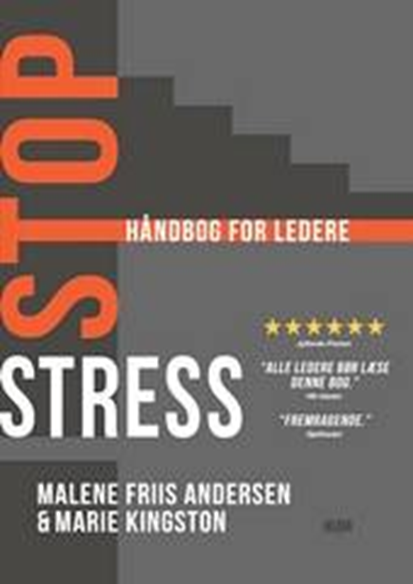 STOP
HÅNDBOG FOR LEDERE
STRESS
"ALLE LEDERE BØR LÆSE
DENNE BOG."
"FREMRAGENDE."
MALENE FRIIS ANDERSEN
& MARIE KINGSTON